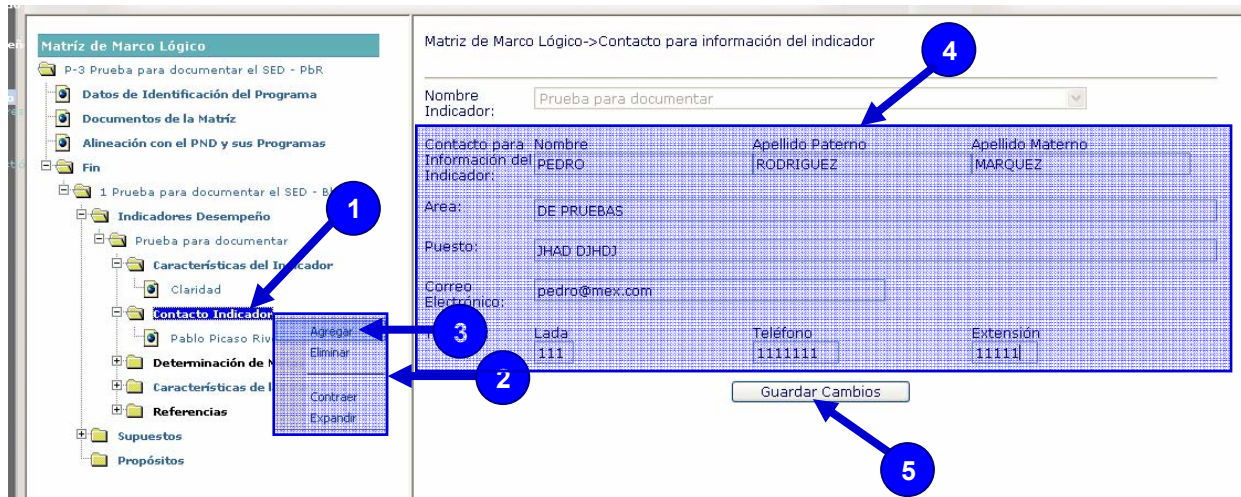 Matríz de Marco Lógico
P-3 Prueba para documentar el SED - PbR
Datos de Identificación del Programa
Documentos de la Matríz
Alineación con el PND y sus Programas
Fin
1 Prueba para documentar el SED -
Indicadores Desempeño
Prueba para documentar
Características del Indicador
Claridad
Contacto Indicador
Pablo Picaso
Determinación de
Características de
Referencias
Supuestos
Propósitos
Agregar
Eliminar
Contraer
Expandir
1
3
2
Matriz de Marco Lógico->Contacto para información del indicador
4
Nombre Indicador:
Prueba para documentar
Contacto para Información del Indicador:
Nombre Apellido Paterno Apellido Materno
PEDRO RODRIGUEZ MARQUEZ
Area: DE PRUEBAS
Puesto: JHAD DJHDJ
Correo Electrónico: pedro@mex.com
Lada Teléfono Extensión
111 1111111 11111
Guardar Cambios
5